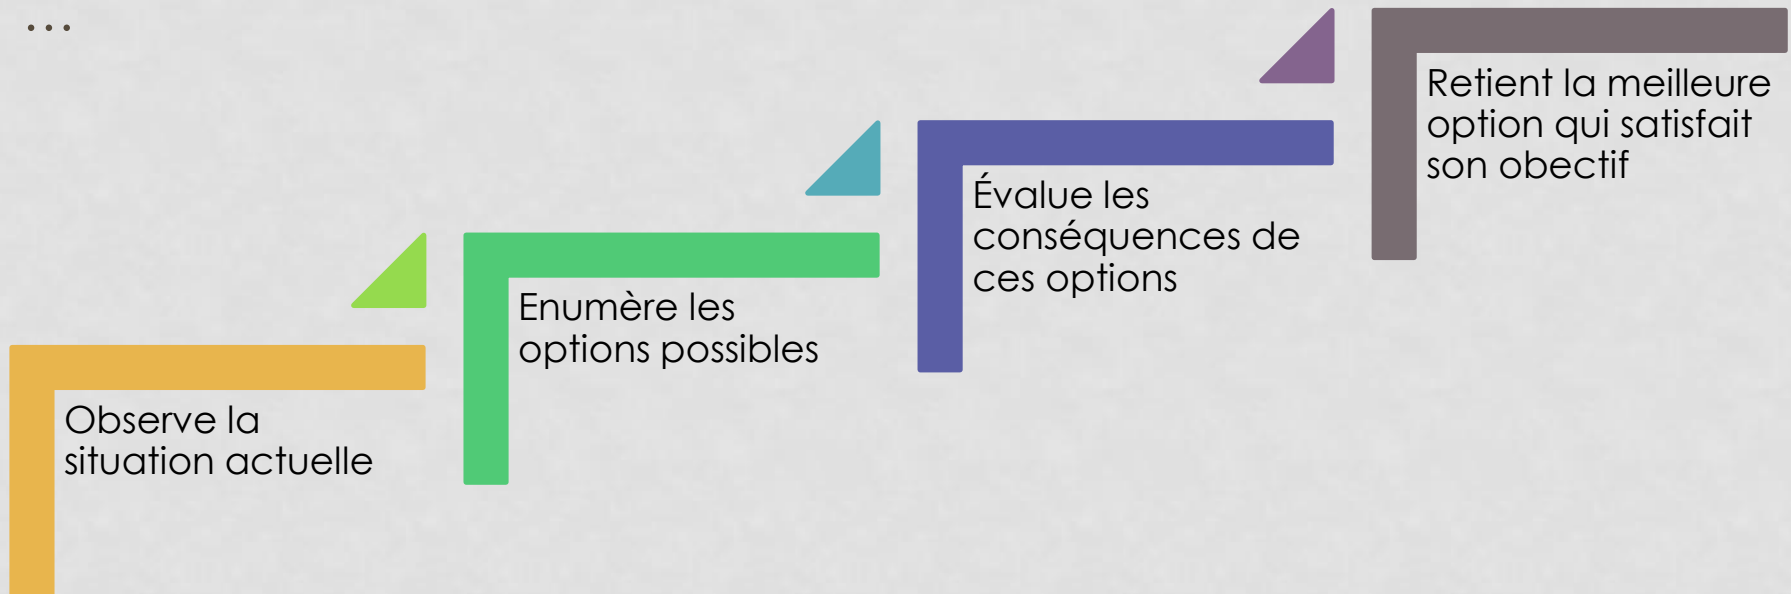 ...
Observe la
situation actuelle
Enumère les
options possibles
Évalue les
conséquences de
ces options
Retient la meilleure
option qui satisfait
son obectif